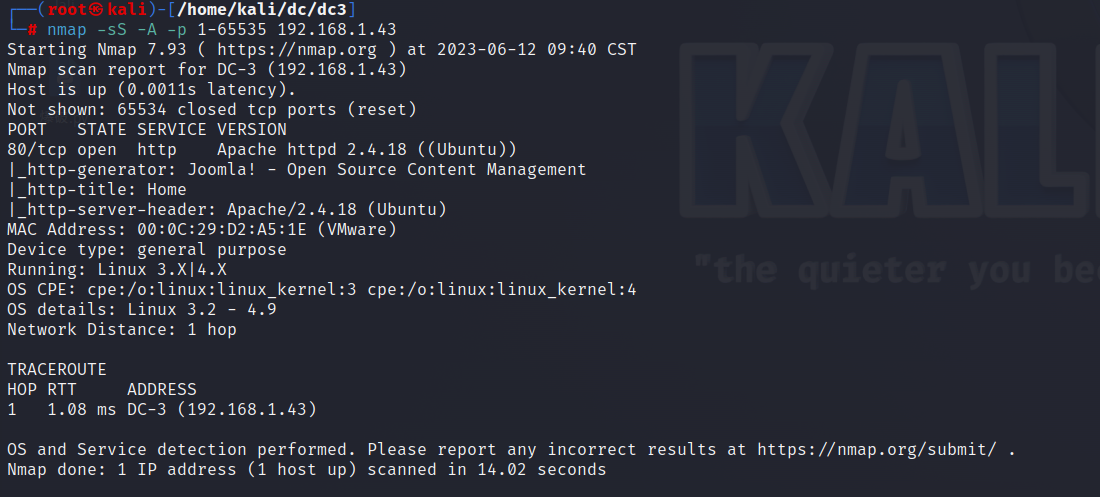 ┌──(root㉿kali)-[/home/kali/dc/dc3]
└─# nmap -sS -A -p 1-65535 192.168.1.43
Starting Nmap 7.93 ( https://nmap.org ) at 2023-06-12 09:40 CST
Nmap scan report for DC-3 (192.168.1.43)
Host is up (0.0011s latency).
Not shown: 65534 closed tcp ports (reset)
PORT   STATE SERVICE VERSION
80/tcp open  http    Apache httpd 2.4.18 ((Ubuntu))
|_http-generator: Joomla! - Open Source Content Management
|_http-title: Home
|_http-server-header: Apache/2.4.18 (Ubuntu)
MAC Address: 00:0C:29:D2:A5:1E (VMware)
Device type: general purpose
Running: Linux 3.X|4.X
OS CPE: cpe:/o:linux:linux_kernel:3 cpe:/o:linux:linux_kernel:4
OS details: Linux 3.2 - 4.9
Network Distance: 1 hop
TRACEROUTE
HOP RTT     ADDRESS
1   1.08 ms DC-3 (192.168.1.43)
OS and Service detection performed. Please report any incorrect results at https://nmap.org/submit/ .
Nmap done: 1 IP address (1 host up) scanned in 14.02 seconds
KAL
"the quieter you be